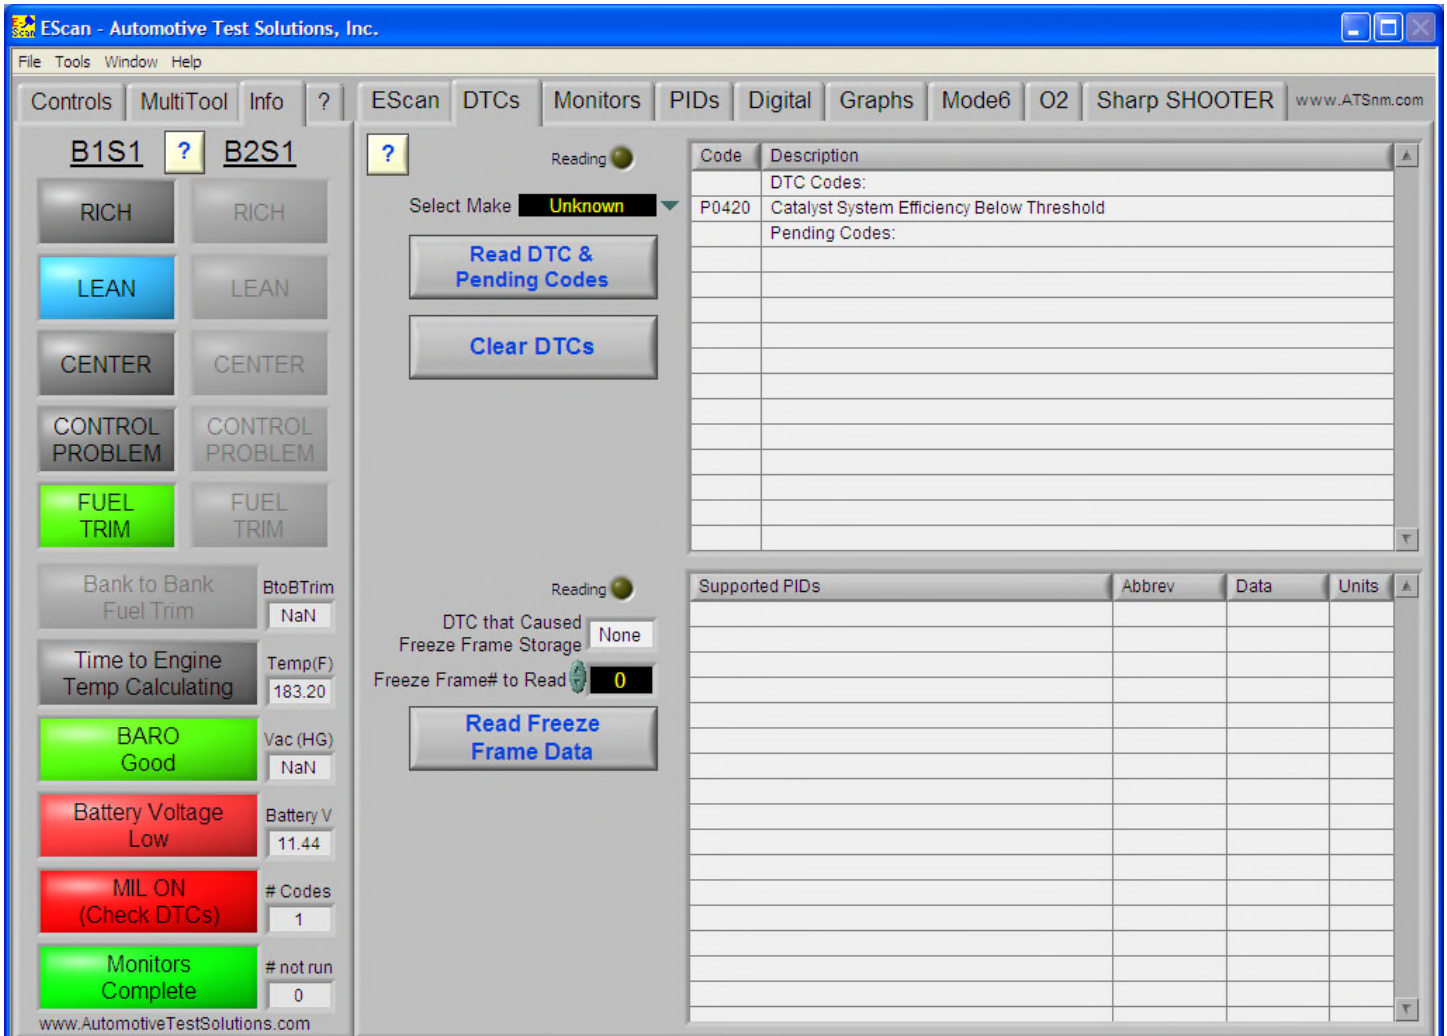 EScan - Automotive Test Solutions, Inc.
File Tools Window Help
Controls MultiTool Info ?
EScan DTCs Monitors PIDs Digital Graphs Mode6 O2 Sharp SHOOTER www.ATSnm.com
B1S1 ? B2S1
RICH RICH
LEAN LEAN
CENTER CENTER
CONTROL CONTROL
PROBLEM PROBLEM
FUEL FUEL
TRIM TRIM
Bank to Bank
Fuel Trim
BtoBTrim
NaN
Time to Engine
Temp Calculating
Temp(F)
183.20
BARO
Good
Vac (HG)
NaN
Battery Voltage
Low
Battery V
11.44
MIL ON
(Check DTCs)
# Codes
1
Monitors
Complete
# not run
0
www.AutomotiveTestSolutions.com
?
Reading
Select Make Unknown
Read DTC &
Pending Codes
Clear DTCs
Code Description
DTC Codes:
P0420 Catalyst System Efficiency Below Threshold
Pending Codes:
Reading
DTC that Caused
Freeze Frame Storage
None
Freeze Frame# to Read 0
Read Freeze
Frame Data
Supported PIDs Abbrev Data Units